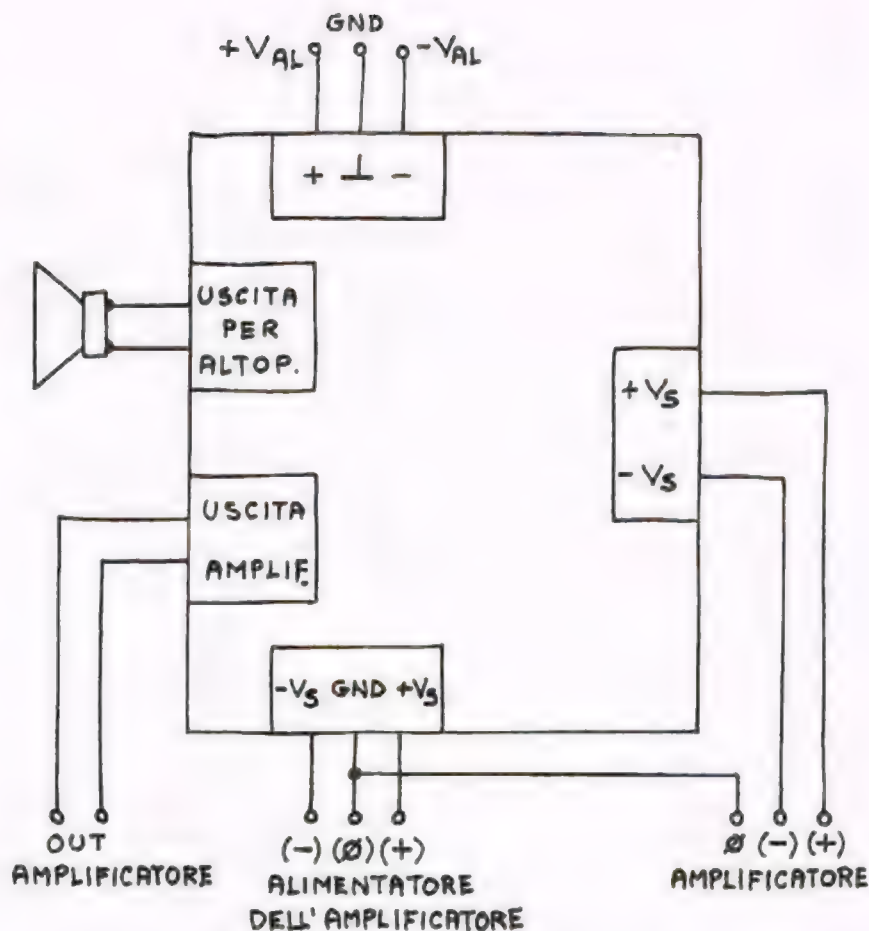 GND
+VAL -VAL
+ ⊥ -
USCITA
PER
ALTOP.
+VS
-VS
USCITA
AMPLIF.
-VS GND +VS
OUT
AMPLIFICATORE
(-) (Ø) (+)
ALIMENTATORE
DELL'AMPLIFICATORE
Ø (-) (+)
AMPLIFICATORE